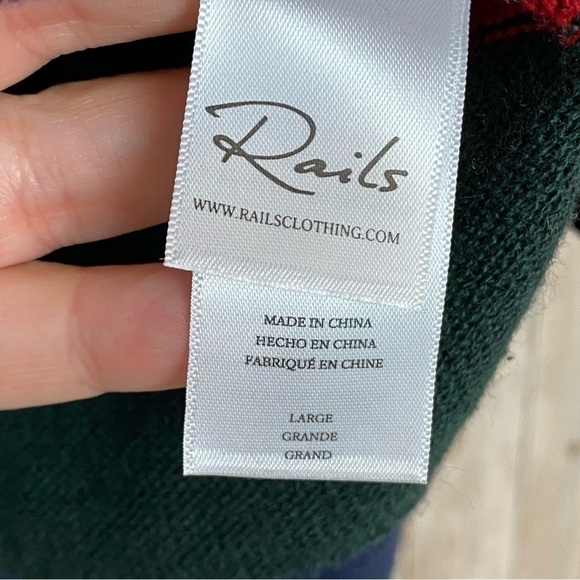 Rails
WWW.RAILSCLOTHING.COM
MADE IN CHINA
HECHO EN CHINA
FABRIQUÉ EN CHINE
LARGE
GRANDE
GRAND